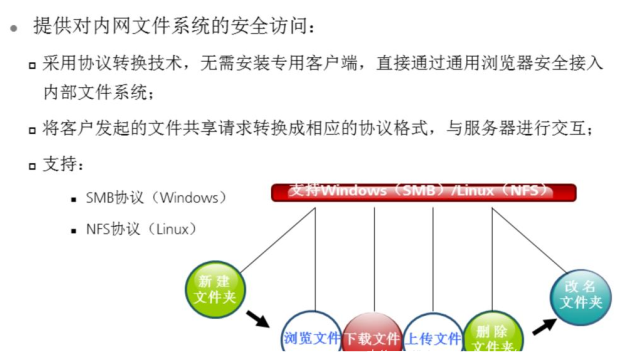 提供对内网文件系统的安全访问：
采用协议转换技术，无需安装专用客户端，直接通过通用浏览器安全接入
内部文件系统；
将客户发起的文件共享请求转换成相应的协议格式，与服务器进行交互；
支持：
SMB协议（Windows）
NFS协议（Linux）
支持Windows（SMB）/Linux（NFS）
新建
文件夹
改名
文件夹
浏览文件
下载文件
上传文件
删除
文件夹